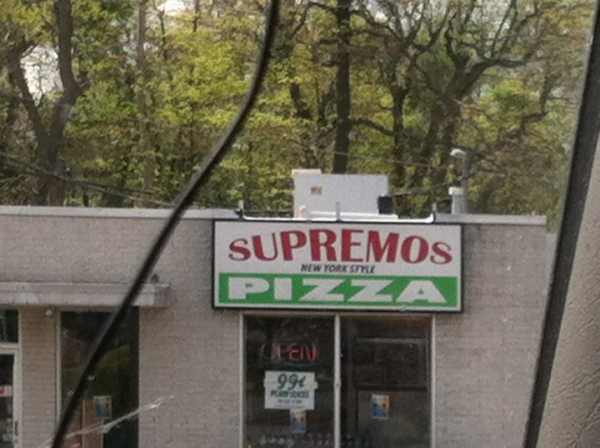 SUPREMOS
NEW YORK STYLE
PIZZA
OPEN
99¢